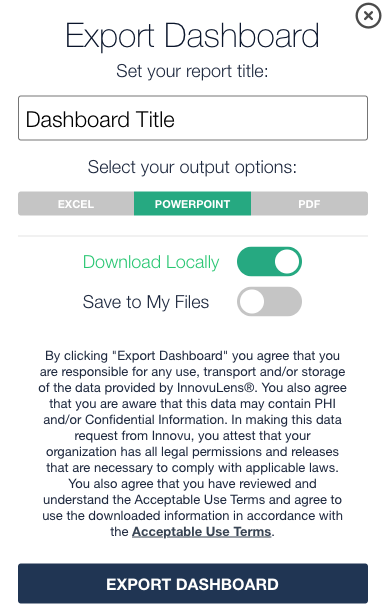 Export Dashboard
Set your report title:
Dashboard Title
Select your output options:
EXCEL POWERPOINT PDF
Download Locally
Save to My Files
By clicking "Export Dashboard" you agree that you
are responsible for any use, transport and/or storage
of the data provided by InnovuLens®. You also agree
that you are aware that this data may contain PHI
and/or Confidential Information. In making this data
request from Innovu, you attest that your
organization has all legal permissions and releases
that are necessary to comply with applicable laws.
You also agree that you have reviewed and
understand the Acceptable Use Terms and agree to
use the downloaded information in accordance with
the Acceptable Use Terms.
EXPORT DASHBOARD